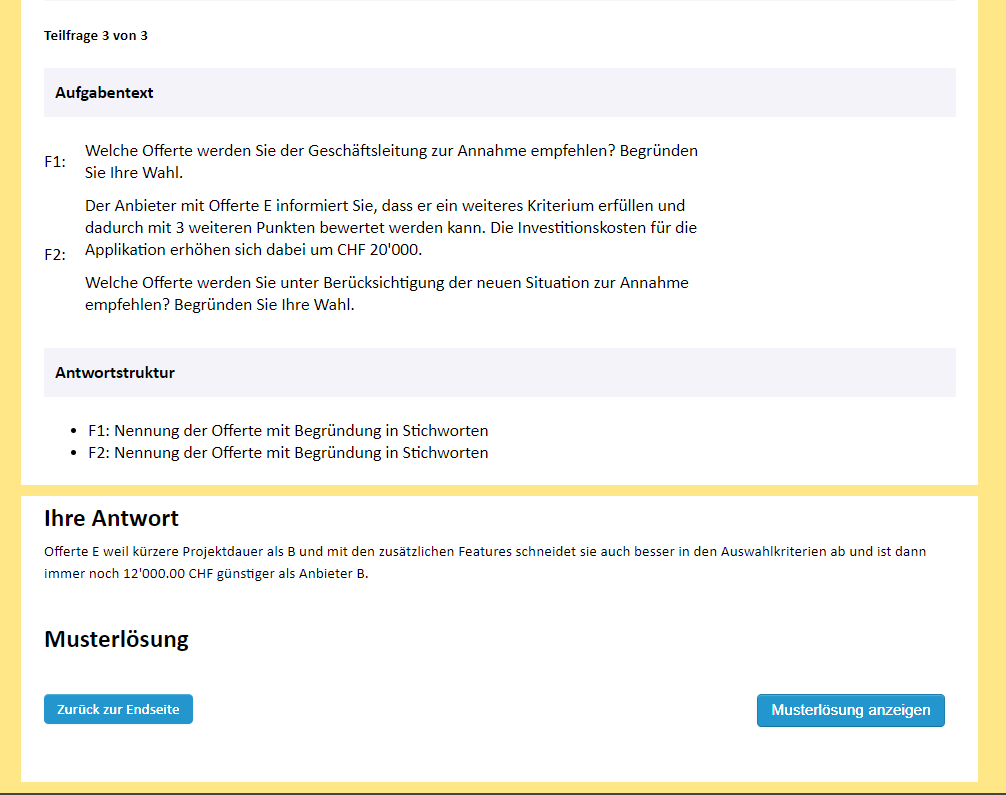 Teilfrage 3 von 3
Aufgabentext
F1: Welche Offerte werden Sie der Geschäftsleitung zur Annahme empfehlen? Begründen
Sie Ihre Wahl.
Der Anbieter mit Offerte E informiert Sie, dass er ein weiteres Kriterium erfüllen und
dadurch mit 3 weiteren Punkten bewertet werden kann. Die Investitionskosten für die
F2: Applikation erhöhen sich dabei um CHF 20'000.
Welche Offerte werden Sie unter Berücksichtigung der neuen Situation zur Annahme
empfehlen? Begründen Sie Ihre Wahl.
Antwortstruktur
• F1: Nennung der Offerte mit Begründung in Stichworten
• F2: Nennung der Offerte mit Begründung in Stichworten
Ihre Antwort
Offerte E weil kürzere Projektdauer als B und mit den zusätzlichen Features schneidet sie auch besser in den Auswahlkriterien ab und ist dann
immer noch 12'000.00 CHF günstiger als Anbieter B.
Musterlösung
Zurück zur Endseite
Musterlösung anzeigen